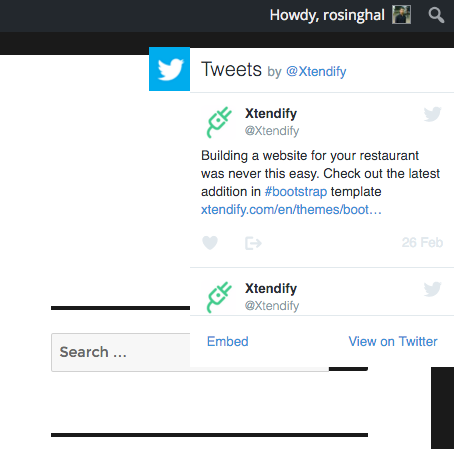 Howdy, rosinghal
Tweets by @Xtendify
Xtendify
@Xtendify
Building a website for your restaurant
was never this easy. Check out the latest
addition in #bootstrap template
xtendify.com/en/themes/boot…
26 Feb
Xtendify
@Xtendify
Search …
Embed
View on Twitter